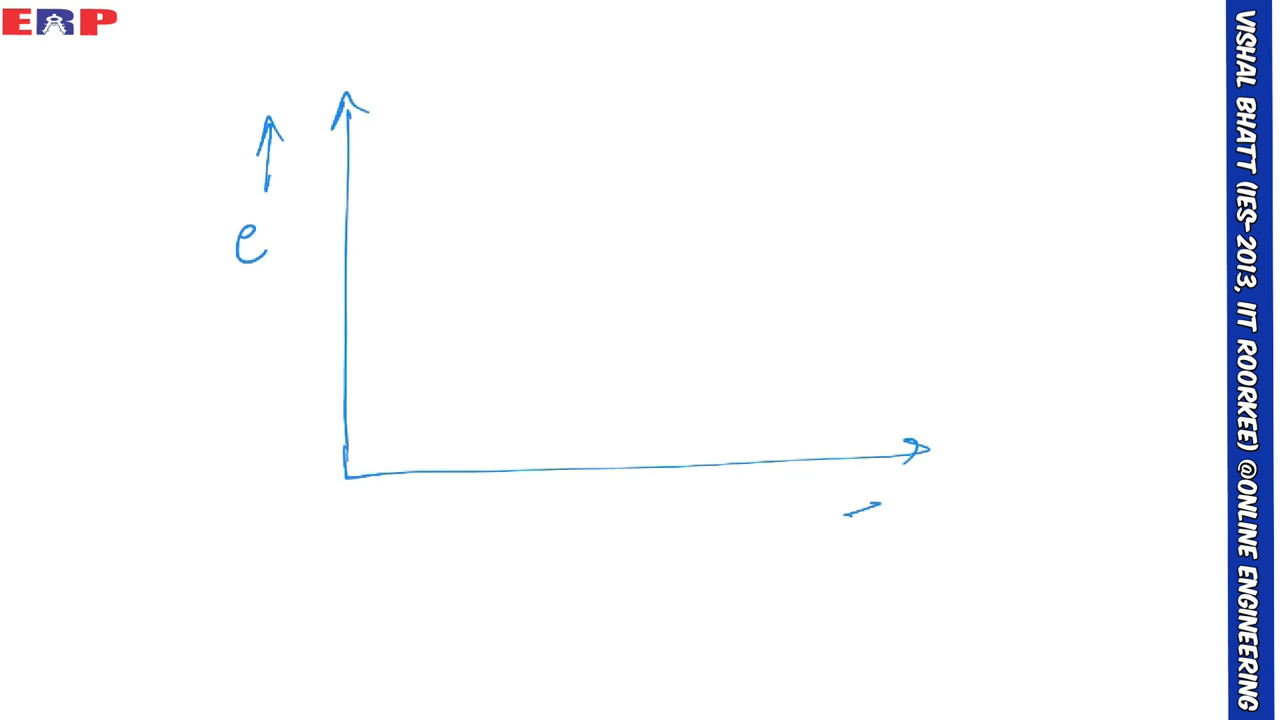 ERP
e
VISHAL BHATT (IES-2013, IIT ROORKEE) @ONLINE ENGINEERING